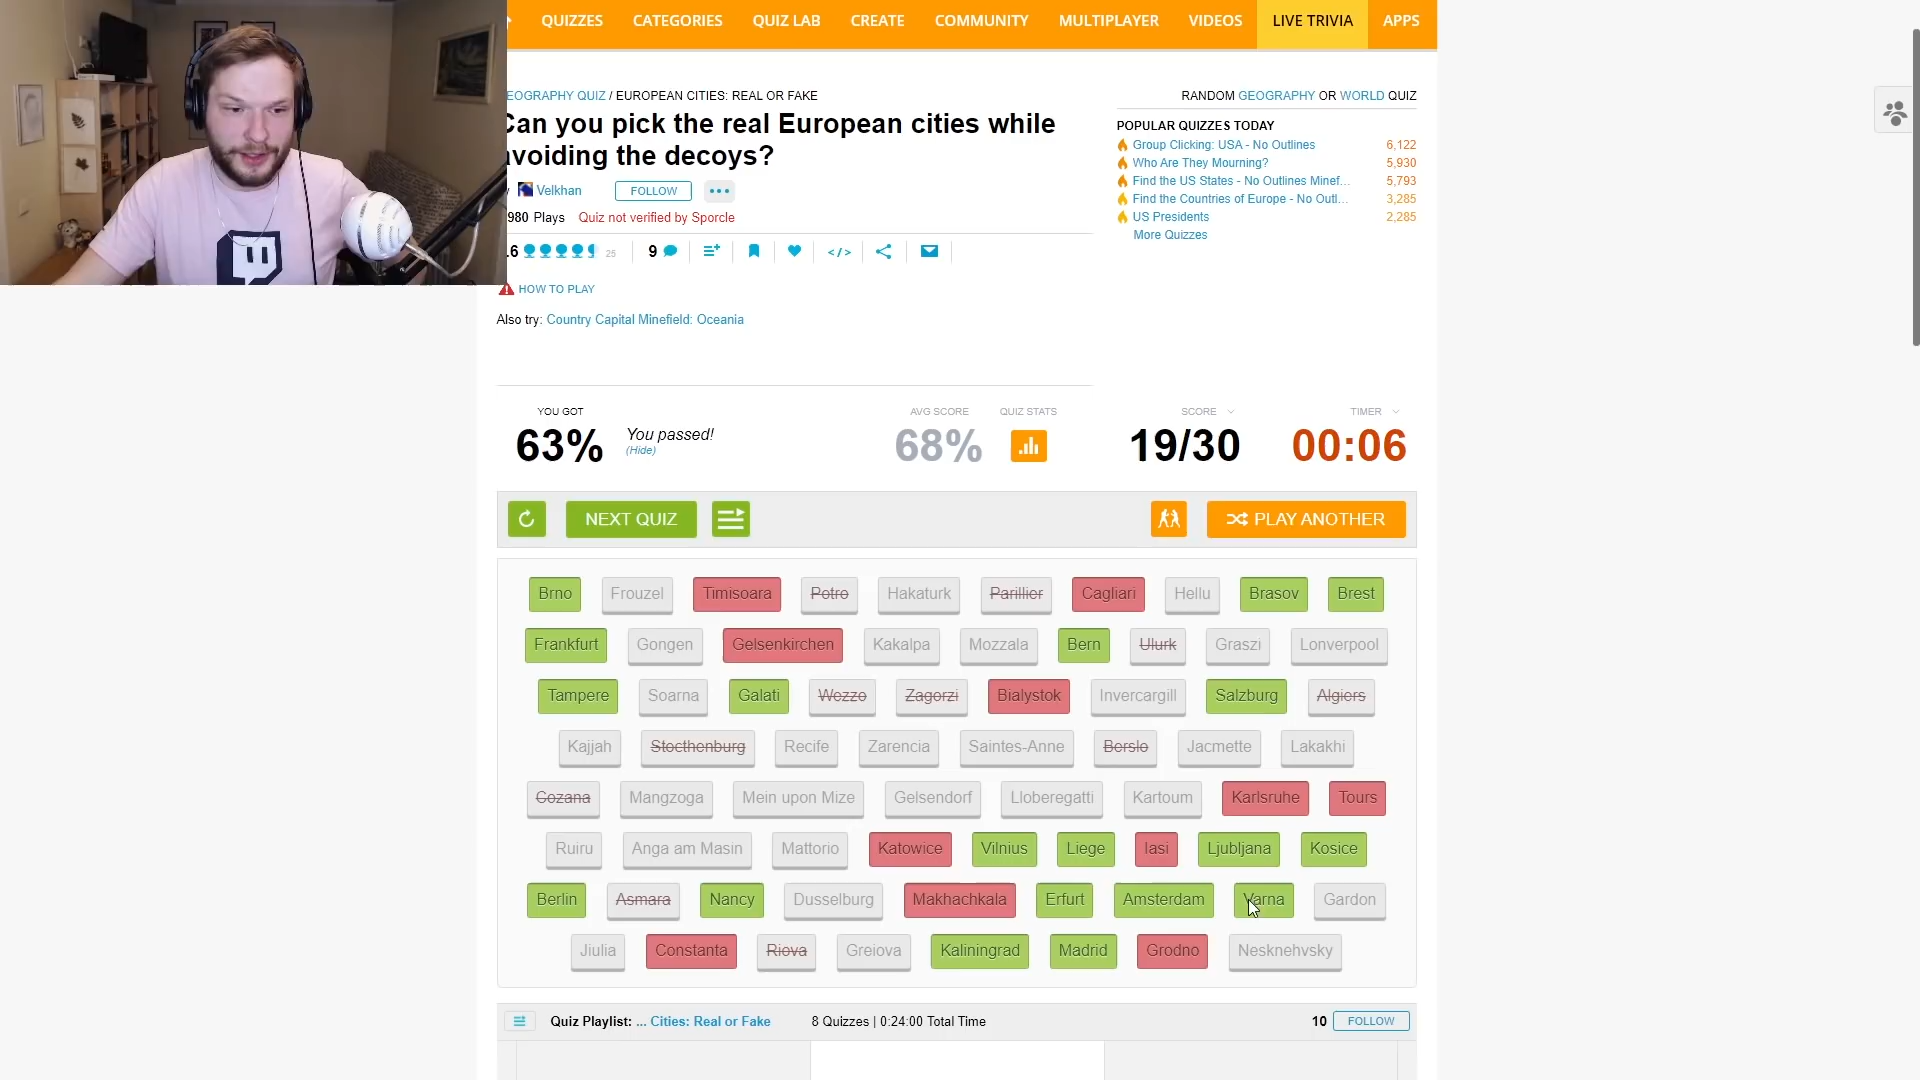 QUIZZES CATEGORIES QUIZ LAB CREATE COMMUNITY MULTIPLAYER VIDEOS LIVE TRIVIA APPS
EOGRAPHY QUIZ / EUROPEAN CITIES: REAL OR FAKE
Can you pick the real European cities while
avoiding the decoys?
Velkhan FOLLOW
980 Plays Quiz not verified by Sporcle
.6 25 9 </>
HOW TO PLAY
Also try: Country Capital Minefield: Oceania
RANDOM GEOGRAPHY OR WORLD QUIZ
POPULAR QUIZZES TODAY
Group Clicking: USA - No Outlines 6,122
Who Are They Mourning? 5,930
Find the US States - No Outlines Minef... 5,793
Find the Countries of Europe - No Outl... 3,285
US Presidents 2,285
More Quizzes
YOU GOT AVG SCORE QUIZ STATS SCORE TIMER
63% You passed! 68% 19/30 00:06
(Hide)
NEXT QUIZ PLAY ANOTHER
Brno Frouzel Timisoara Potro Hakaturk Parillier Cagliari Hellu Brasov Brest
Frankfurt Gongen Gelsenkirchen Kakalpa Mozzala Bern Ulurk Graszi Lonverpool
Tampere Soarna Galati Wozzo Zagorzi Bialystok Invercargill Salzburg Algiers
Kajjah Stocthenburg Recife Zarencia Saintes-Anne Borslo Jacmette Lakakhi
Cozana Mangzoga Mein upon Mize Gelsendorf Lloberegatti Kartoum Karlsruhe Tours
Ruiru Anga am Masin Mattorio Katowice Vilnius Liege Iasi Ljubljana Kosice
Berlin Asmara Nancy Dusselburg Makhachkala Erfurt Amsterdam Varna Gardon
Jiulia Constanta Riova Greiova Kaliningrad Madrid Grodno Nesknehvsky
Quiz Playlist: ... Cities: Real or Fake 8 Quizzes | 0:24:00 Total Time 10 FOLLOW